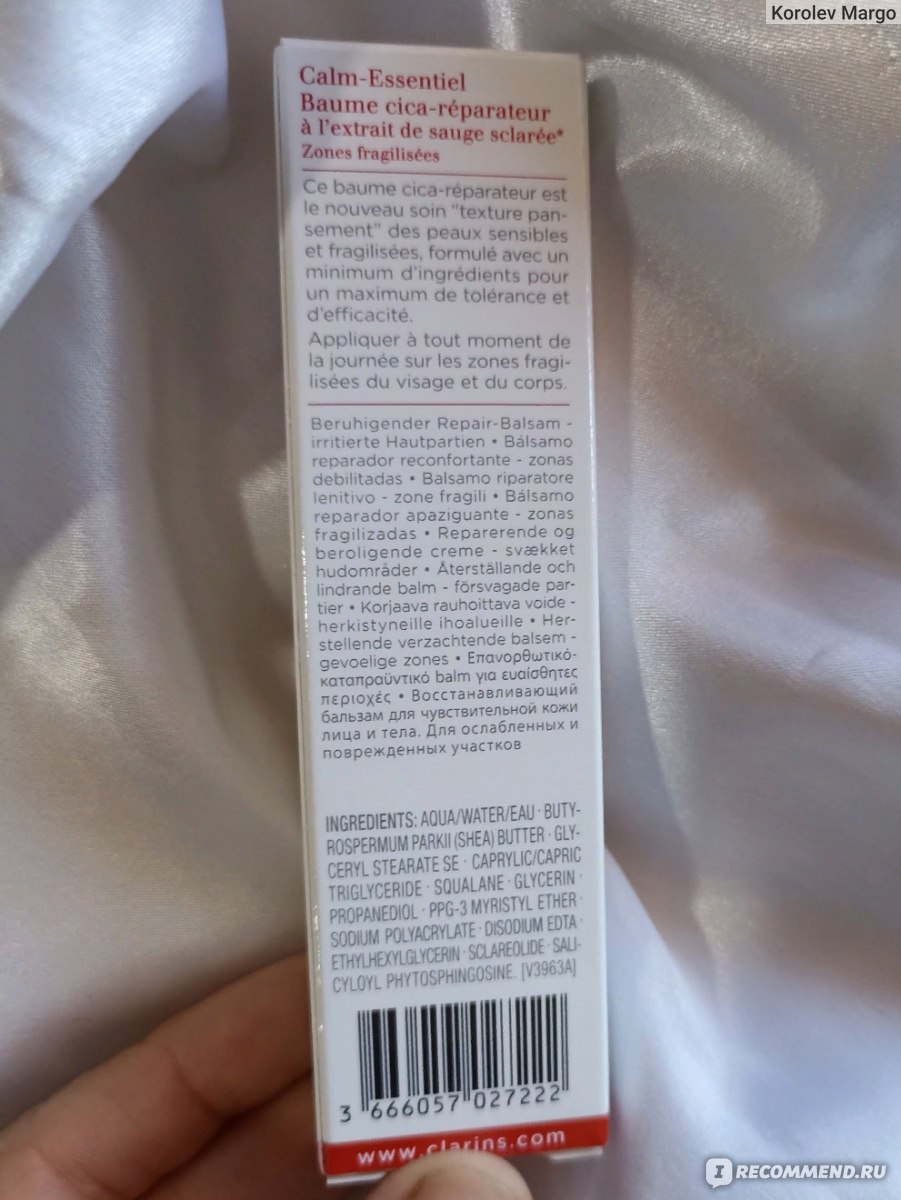 Korolev Margo
Calm-Essentiel
Baume cica-réparateur
à l'extrait de sauge sclarée*
Zones fragilisées
Ce baume cica-réparateur est
le nouveau soin "texture pan-
sement" des peaux sensibles
et fragilisées, formulé avec un
minimum d'ingrédients pour
un maximum de tolérance et
d'efficacité.
Appliquer à tout moment de
la journée sur les zones fragi-
lisées du visage et du corps.
Beruhigender Repair-Balsam -
irritierte Hautpartien • Bálsamo
reparador reconfortante - zonas
debilitadas • Balsamo riparatore
lenitivo - zone fragili • Bálsamo
reparador apaziguante - zonas
fragilizadas • Reparerende og
beroligende creme - svækket
hudområder • Återställande och
lindrande balm - försvagade par-
tier • Korjaava rauhoittava voide -
herkistyneille ihoalueille • Her-
stellende verzachtende balsem -
gevoelige zones • Επανορθωτικό-
καταπραϋντικό balm για ευαίσθητες
περιοχές • Восстанавливающий
бальзам для чувствительной кожи
лица и тела. Для ослабленных и
поврежденных участков
INGREDIENTS: AQUA/WATER/EAU · BUTY-
ROSPERMUM PARKII (SHEA) BUTTER · GLY-
CERYL STEARATE SE · CAPRYLIC/CAPRIC
TRIGLYCERIDE · SQUALANE · GLYCERIN ·
PROPANEDIOL · PPG-3 MYRISTYL ETHER ·
SODIUM POLYACRYLATE · DISODIUM EDTA ·
ETHYLHEXYLGLYCERIN · SCLAREOLIDE · SALI-
CYLOYL PHYTOSPHINGOSINE. [V3963A]
3 666057 027222
www.clarins.com
IRECOMMEND.RU